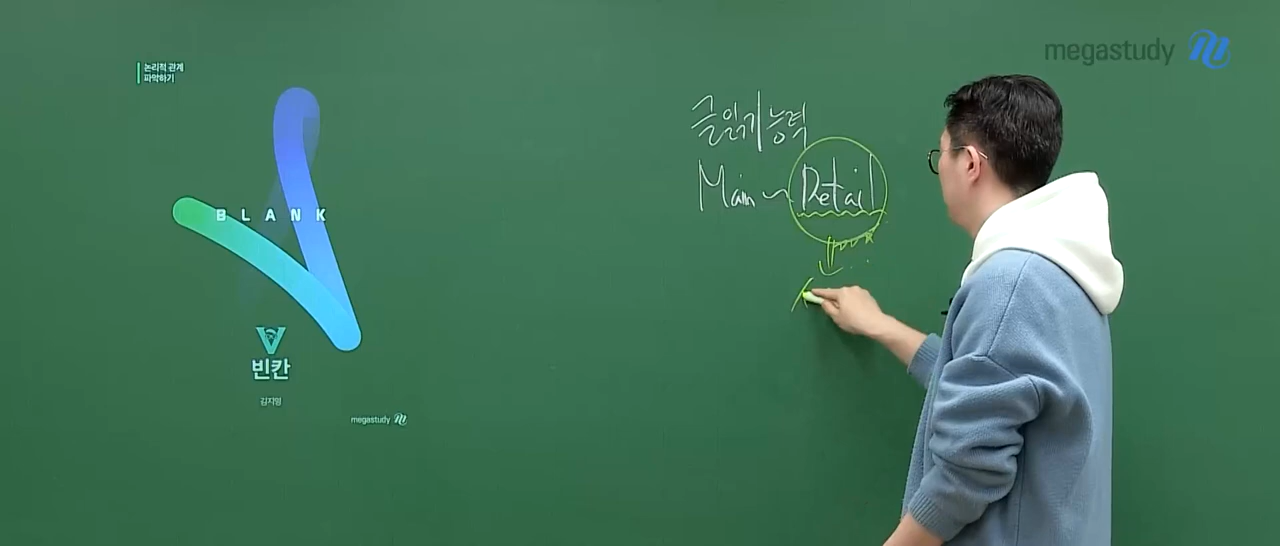 megastudy
논리적 관계
파악하기
BLANK
빈칸
김지영
megastudy
글읽기 능력
Main ~ Detail